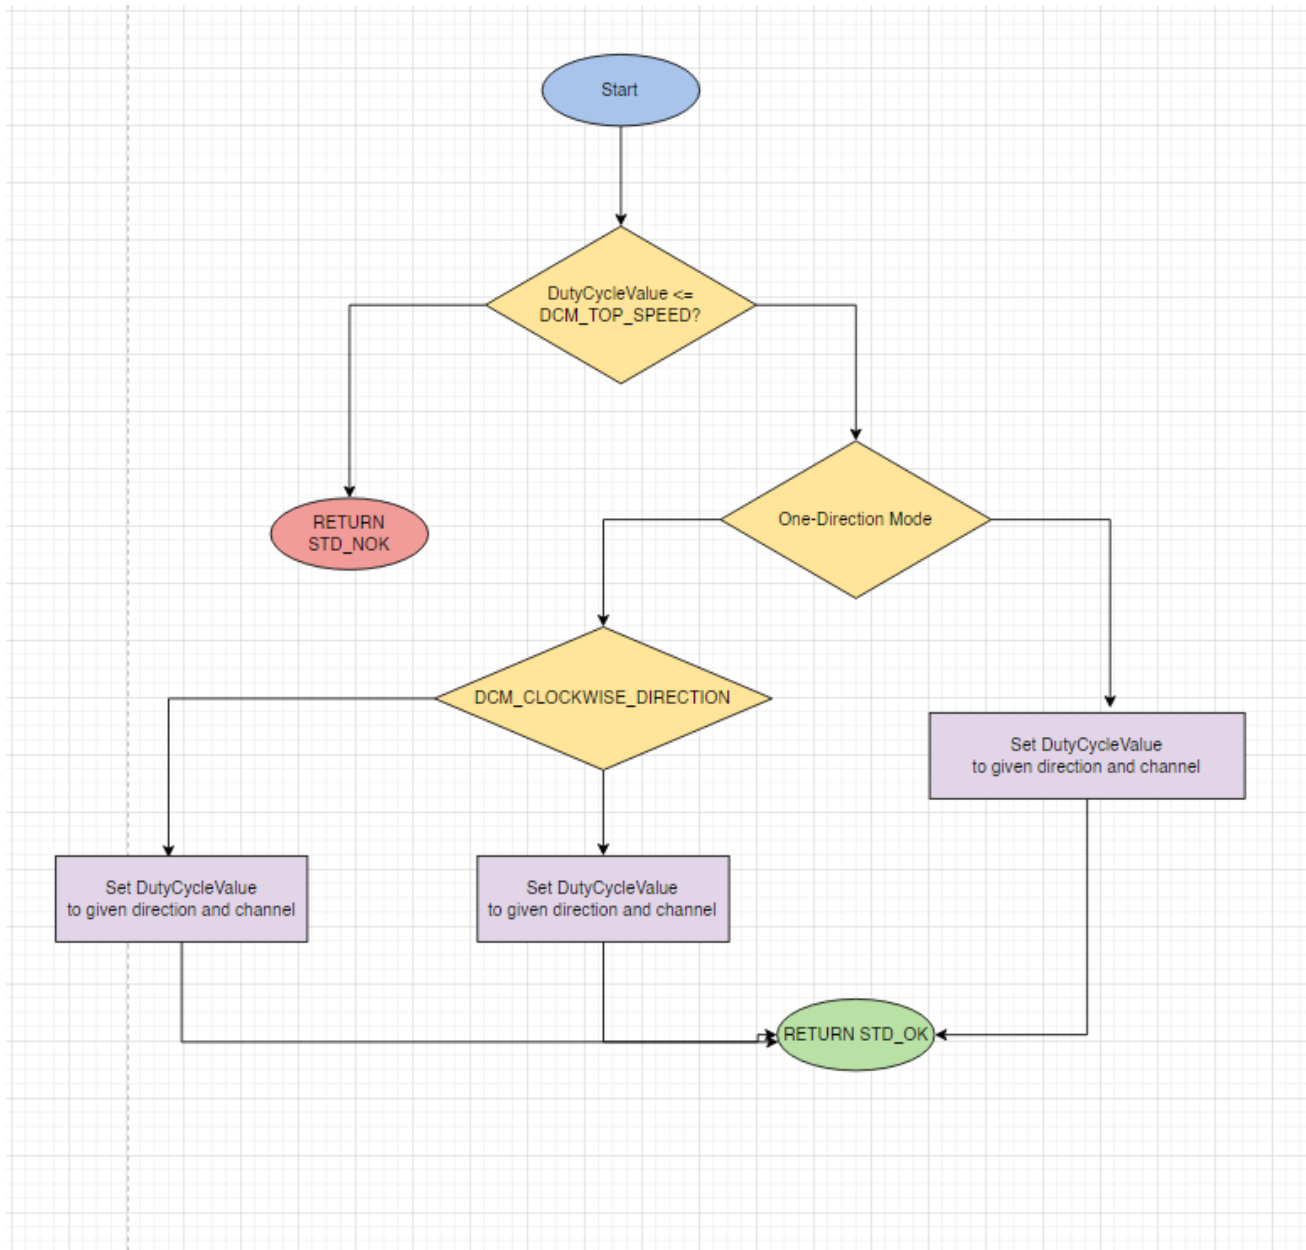 Start
DutyCycleValue <=
DCM_TOP_SPEED?
RETURN
STD_NOK
One-Direction Mode
DCM_CLOCKWISE_DIRECTION
Set DutyCycleValue
to given direction and channel
Set DutyCycleValue
to given direction and channel
Set DutyCycleValue
to given direction and channel
RETURN STD_OK